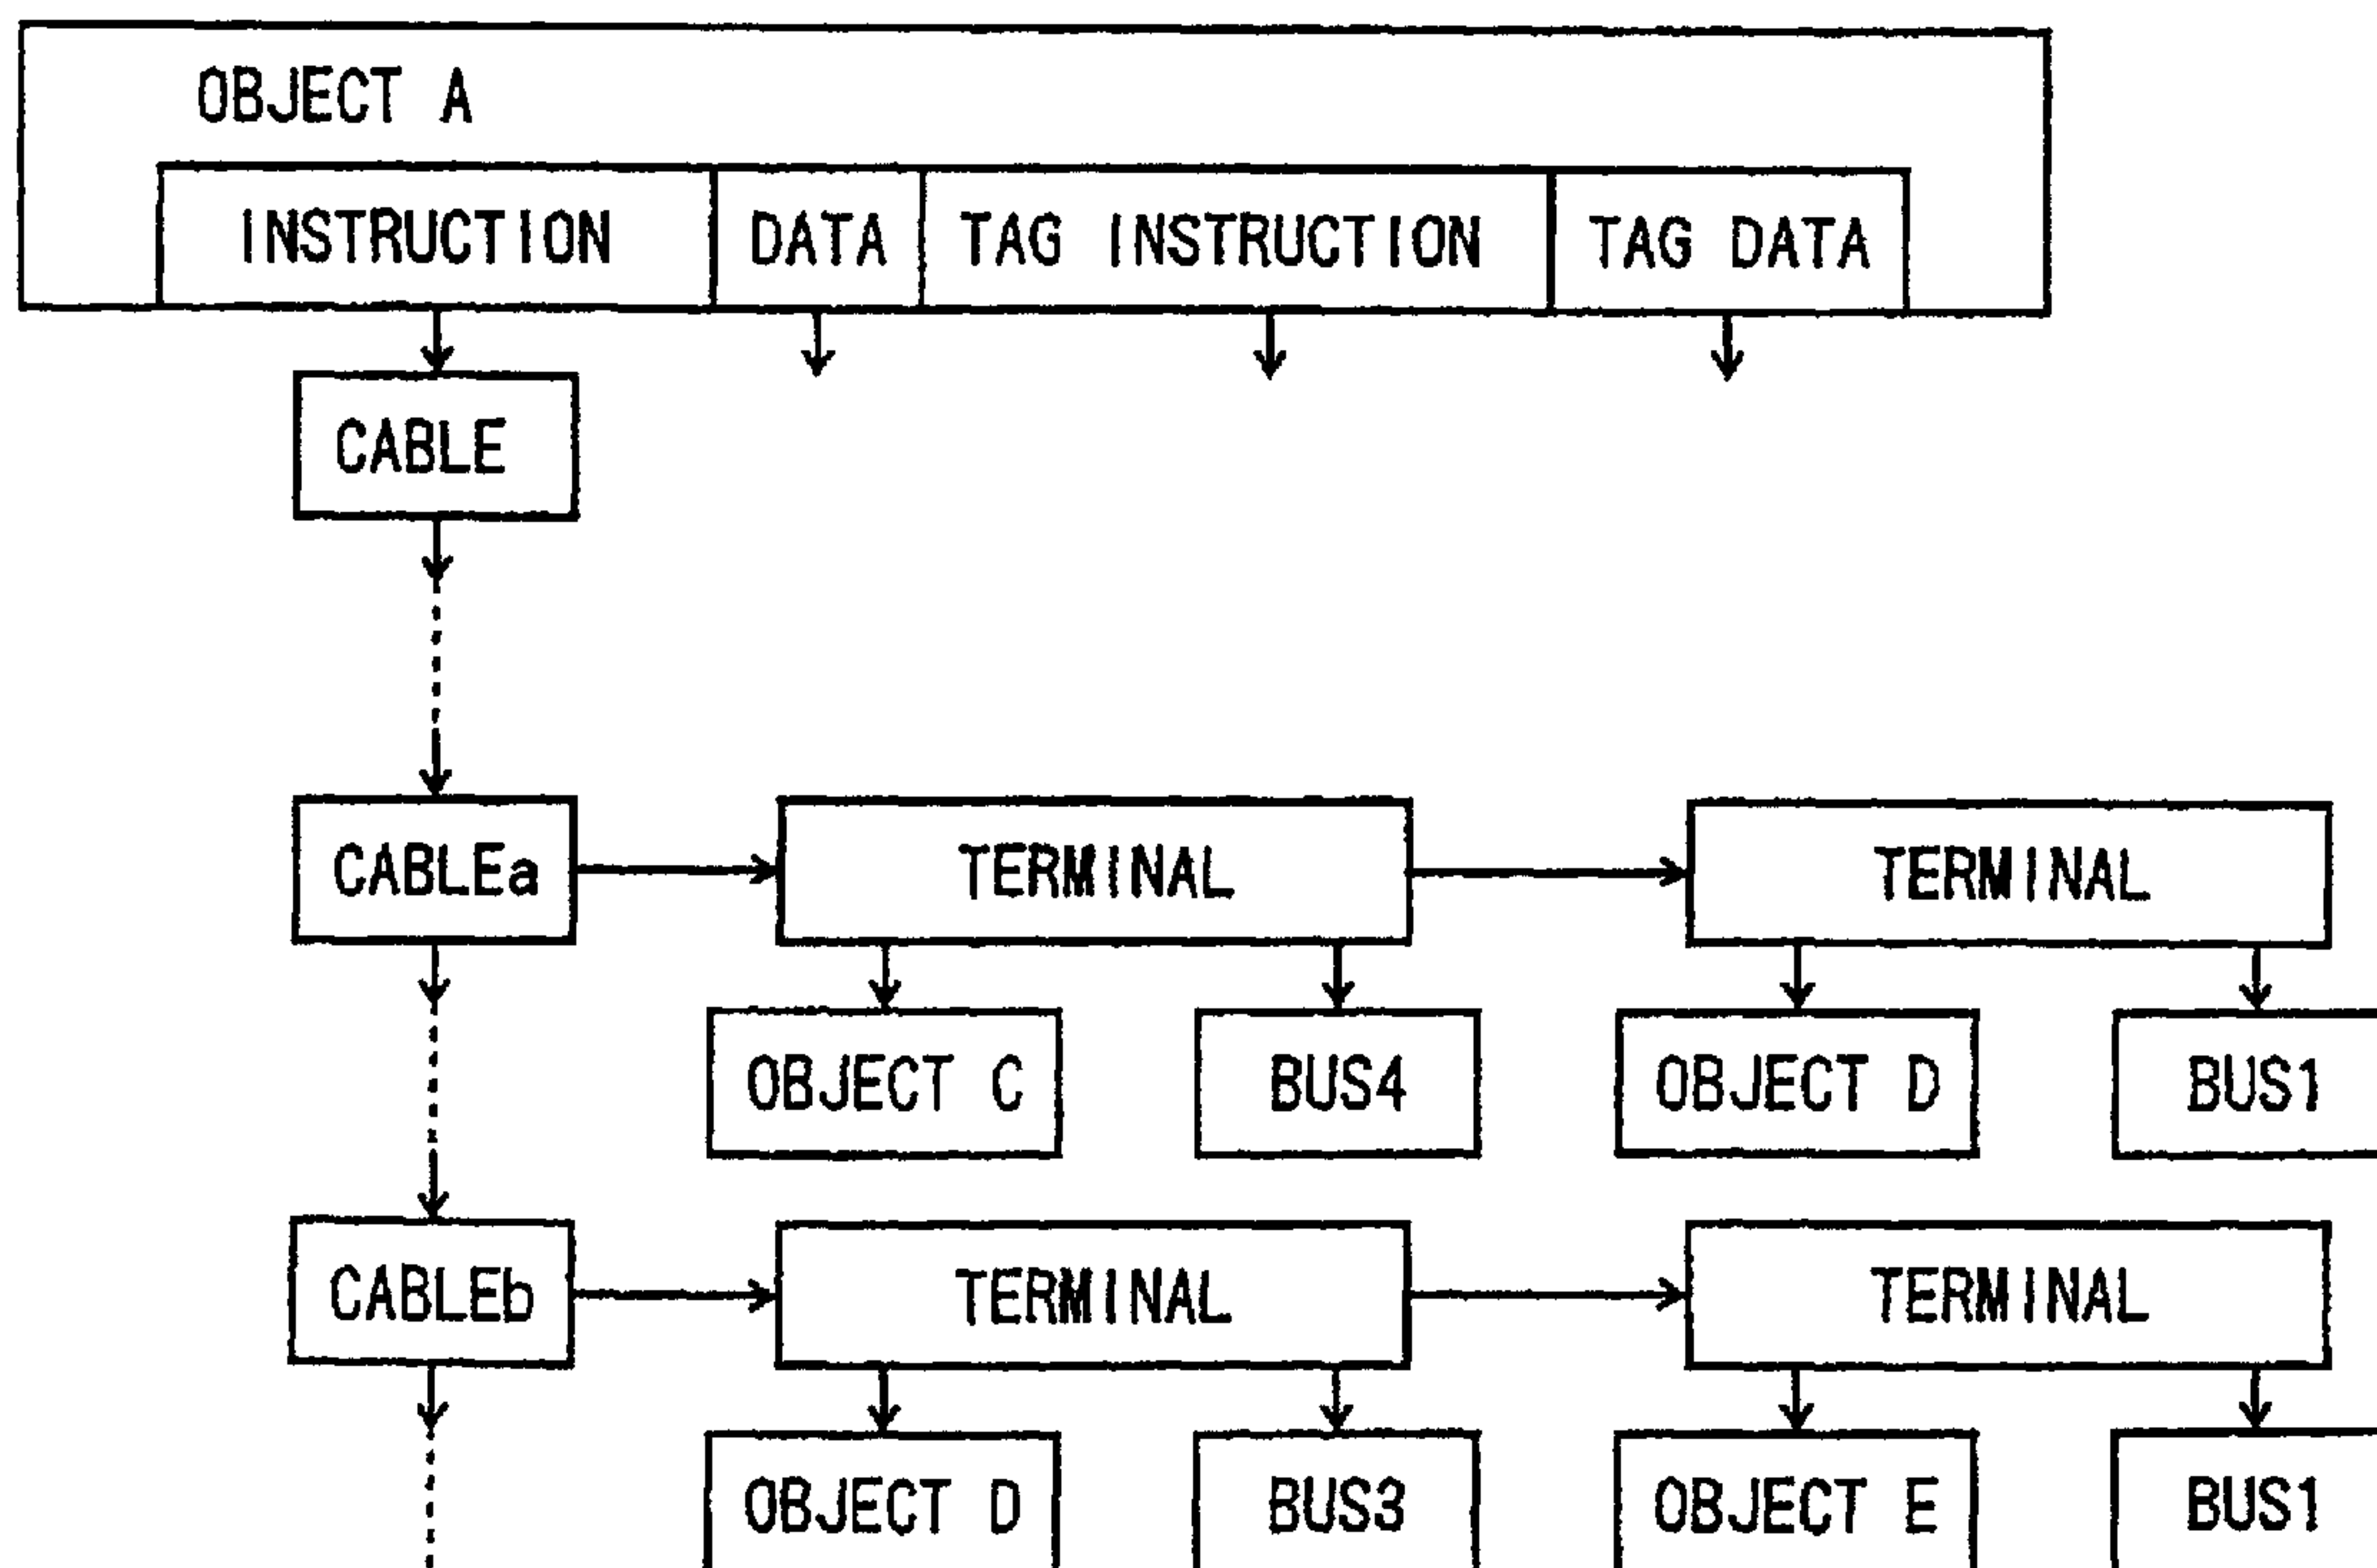 OBJECT A
INSTRUCTION DATA TAG INSTRUCTION TAG DATA
CABLE
CABLEa TERMINAL TERMINAL
OBJECT C BUS4 OBJECT D BUS1
CABLEb TERMINAL TERMINAL
OBJECT D BUS3 OBJECT E BUS1